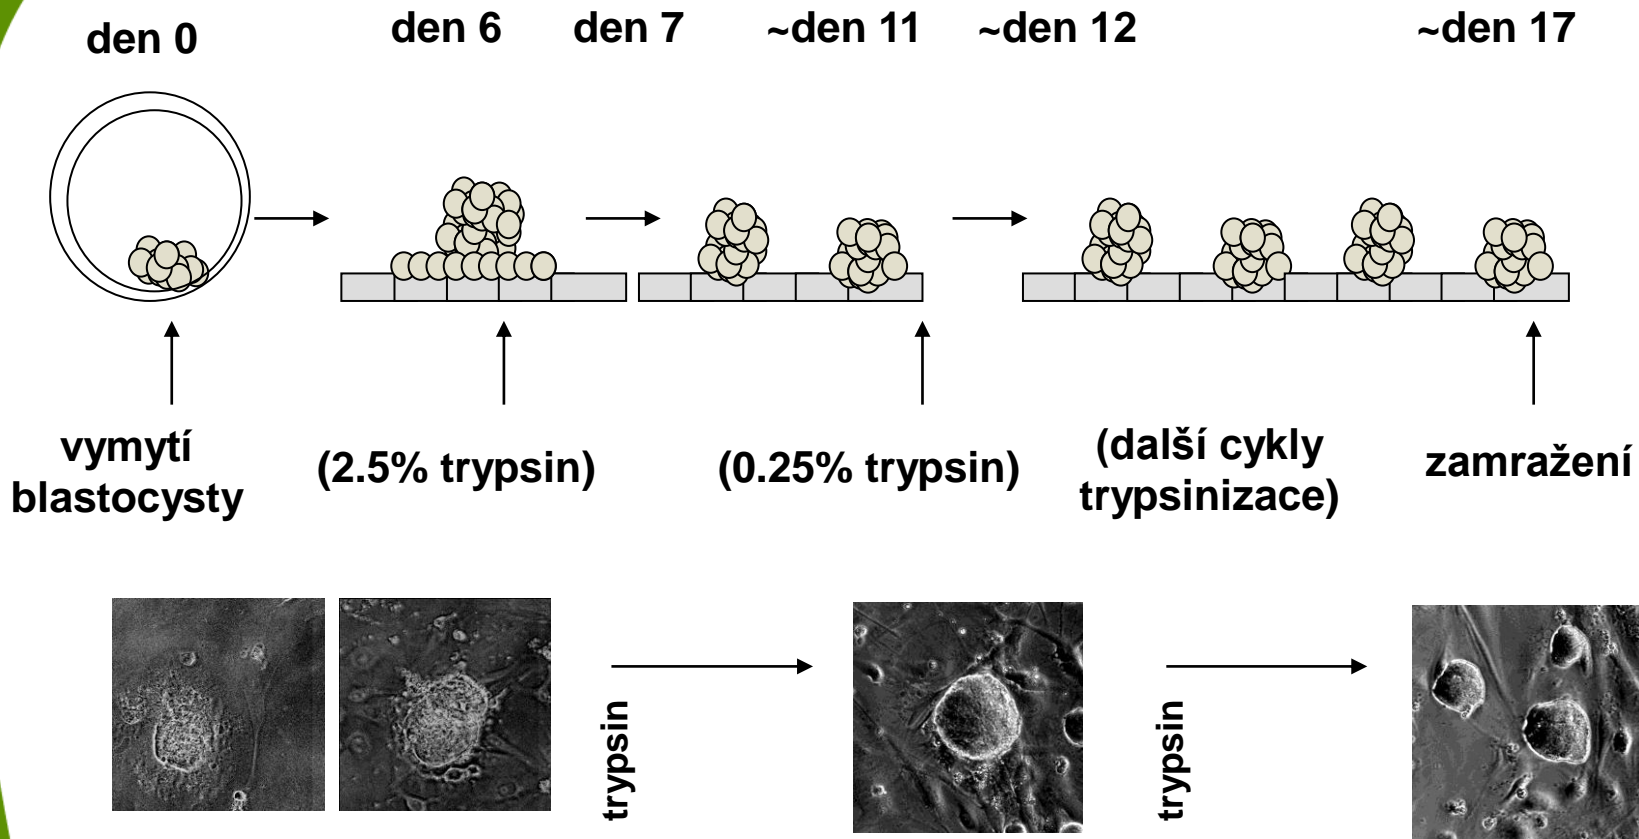 den 0
den 6
den 7
~den 11
~den 12
~den 17
vymytí
blastocysty
(2.5% trypsin)
(0.25% trypsin)
(další cykly
trypsinizace)
zamražení
trypsin
trypsin